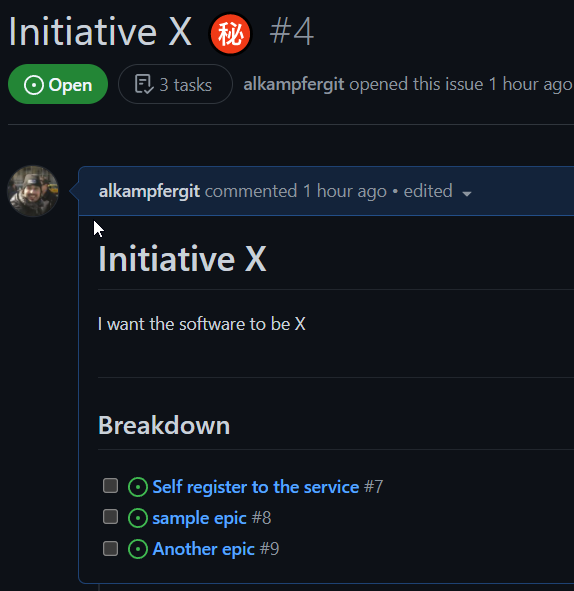 Initiative X ㊙ #4
Open 3 tasks alkampfergit opened this issue 1 hour ago
alkampfergit commented 1 hour ago • edited
Initiative X
I want the software to be X
Breakdown
Self register to the service #7
sample epic #8
Another epic #9